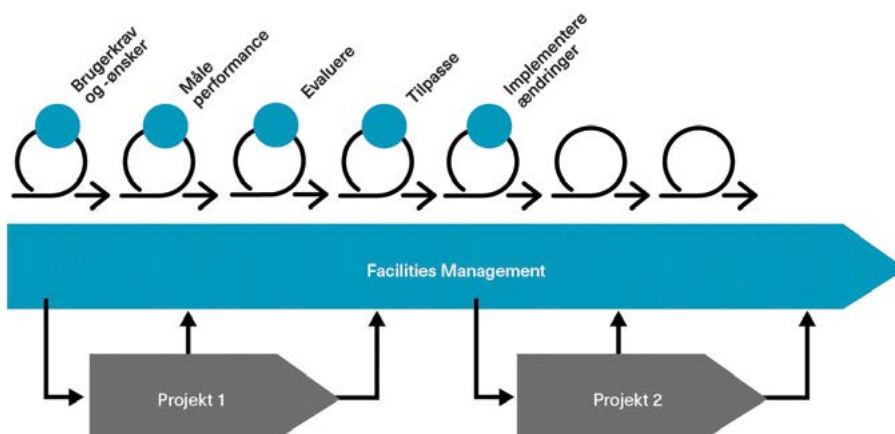 Brugerkrav
og -ønsker
Måle
performance
Evaluere
Tilpasse
Implementere
ændringer
Facilities Management
Projekt 1
Projekt 2